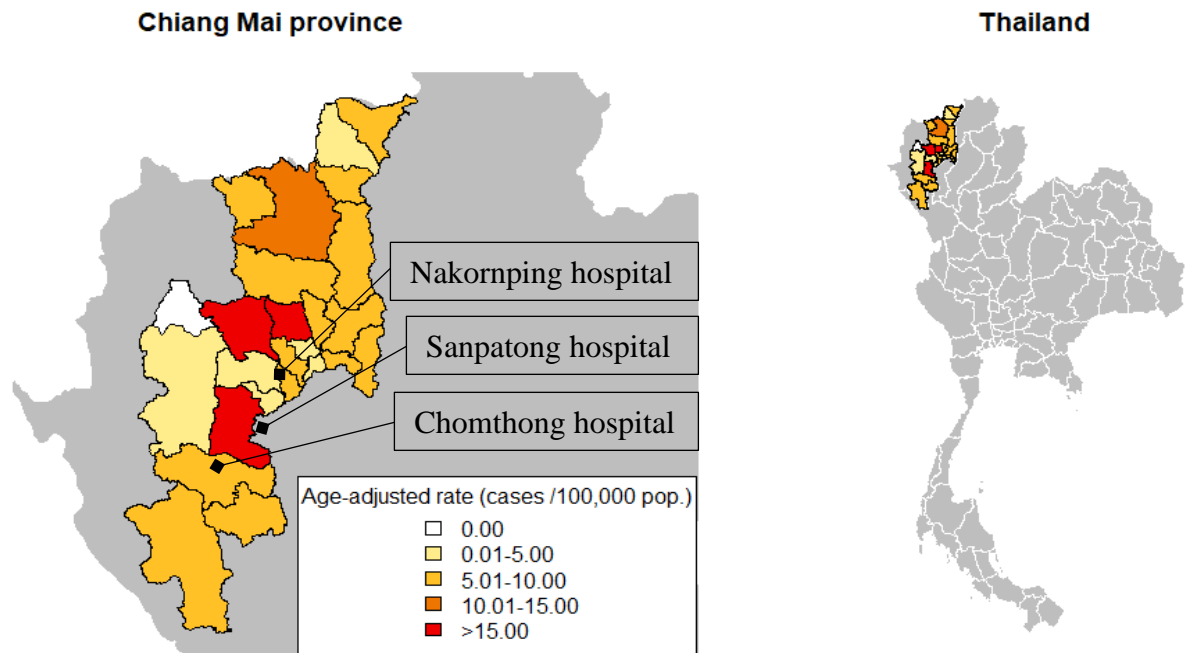 Chiang Mai province
Thailand
Nakornping hospital
Sanpatong hospital
Chomthong hospital
Age-adjusted rate (cases /100,000 pop.)
0.00
0.01-5.00
5.01-10.00
10.01-15.00
>15.00